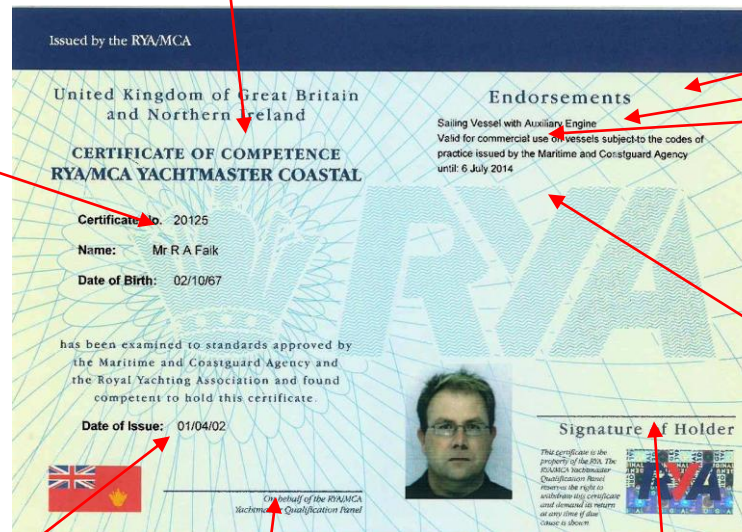 Issued by the RYA/MCA
United Kingdom of Great Britain
and Northern Ireland
CERTIFICATE OF COMPETENCE
RYA/MCA YACHTMASTER COASTAL
Certificate No. 20125
Name: Mr R A Falk
Date of Birth: 02/10/67
has been examined to standards approved by
the Maritime and Coastguard Agency and
the Royal Yachting Association and found
competent to hold this certificate.
Date of Issue: 01/04/02
On behalf of the RYA/MCA
Yachtmaster Qualification Panel
Endorsements
Sailing Vessel with Auxiliary Engine
Valid for commercial use on vessels subject to the codes of
practice issued by the Maritime and Coastguard Agency
until: 6 July 2014
RYA
Signature of Holder
This certificate is the
property of the RYA. The
RYA/MCA Yachtmaster
Qualification Panel
reserves the right to
withdraw this certificate
and demand its return
at any time if due
cause is shown
RYA